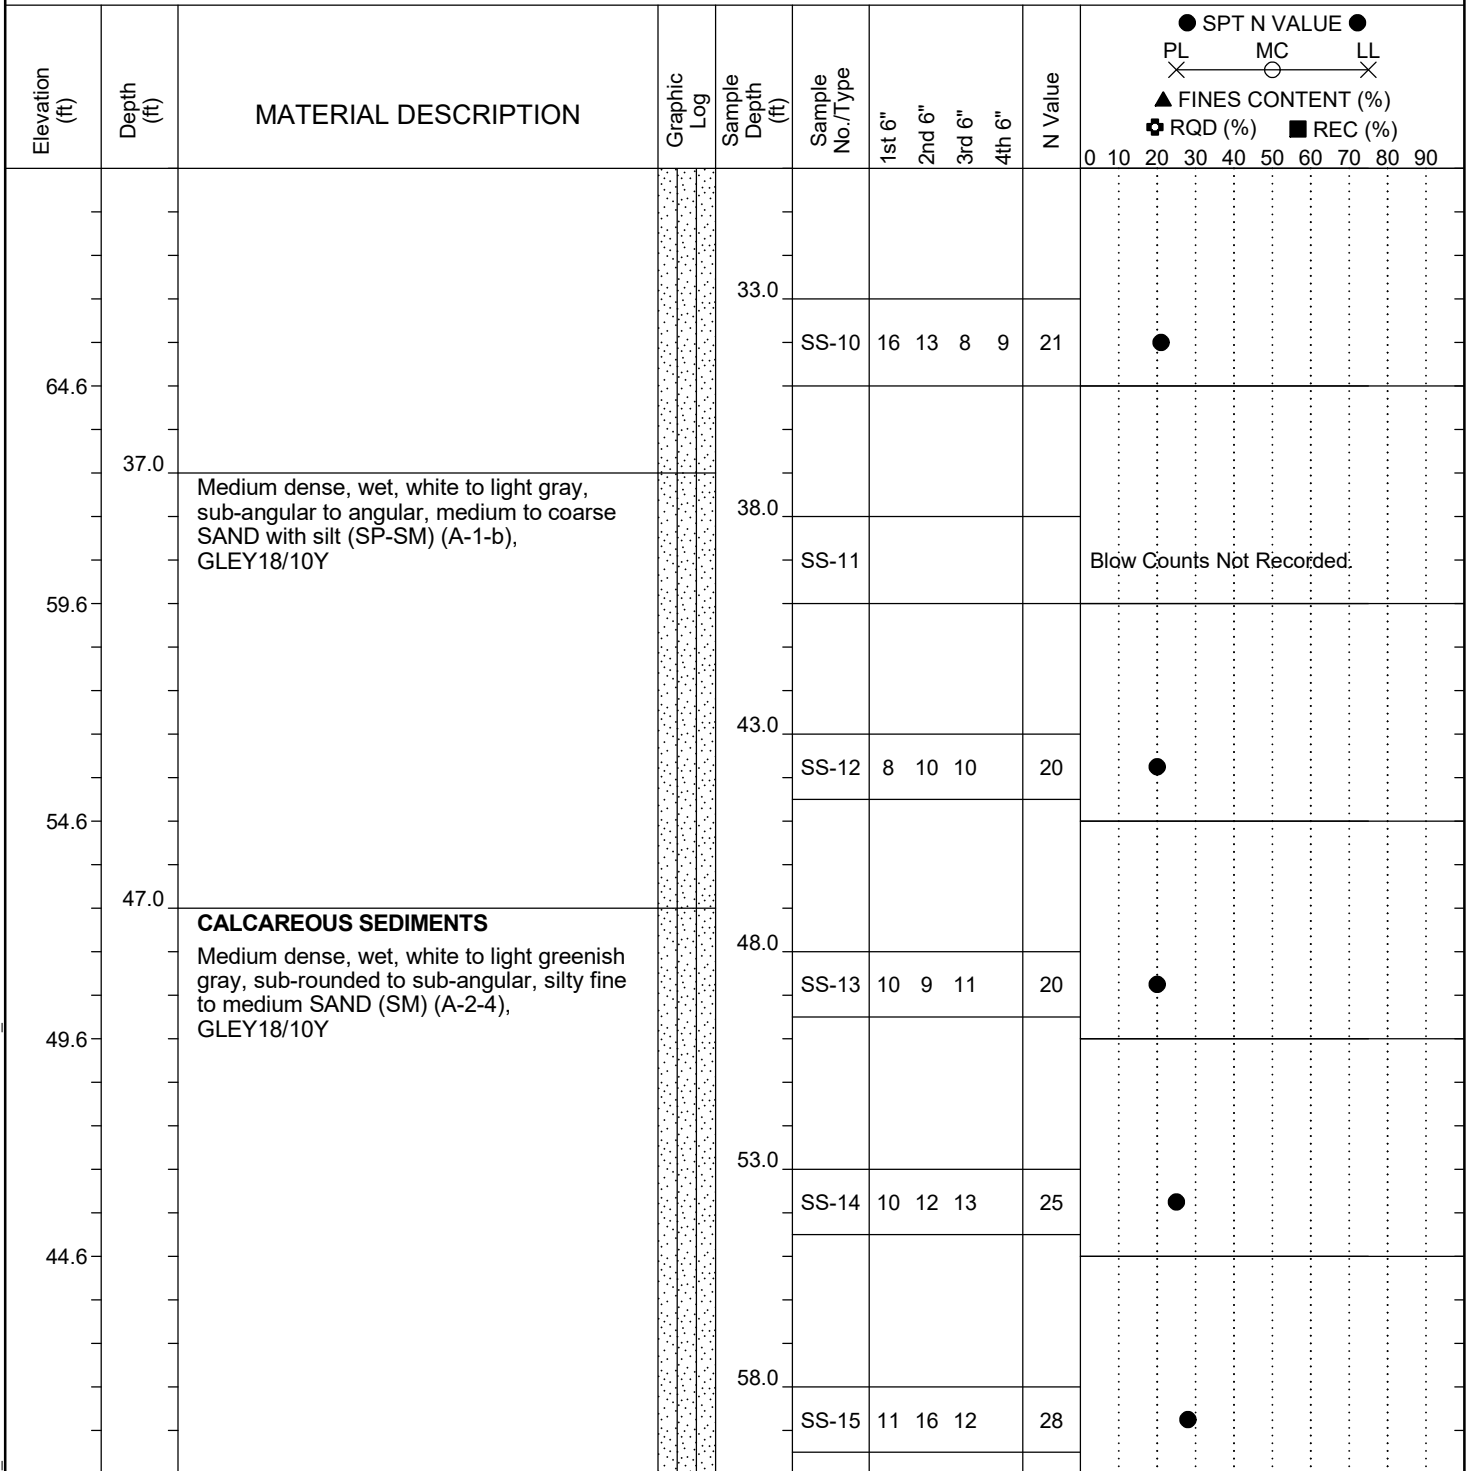 Elevation (ft)
Depth (ft)
MATERIAL DESCRIPTION
Graphic Log
Sample Depth (ft)
Sample No./Type
1st 6"
2nd 6"
3rd 6"
4th 6"
N Value
● SPT N VALUE ●
PL MC LL
▲ FINES CONTENT (%)
RQD (%) ■ REC (%)
0 10 20 30 40 50 60 70 80 90
33.0
SS-10 16 13 8 9 21
64.6
37.0
Medium dense, wet, white to light gray,
sub-angular to angular, medium to coarse
SAND with silt (SP-SM) (A-1-b),
GLEY18/10Y
38.0
SS-11 Blow Counts Not Recorded.
59.6
43.0
SS-12 8 10 10 20
54.6
47.0
CALCAREOUS SEDIMENTS
Medium dense, wet, white to light greenish
gray, sub-rounded to sub-angular, silty fine
to medium SAND (SM) (A-2-4),
GLEY18/10Y
48.0
SS-13 10 9 11 20
49.6
53.0
SS-14 10 12 13 25
44.6
58.0
SS-15 11 16 12 28